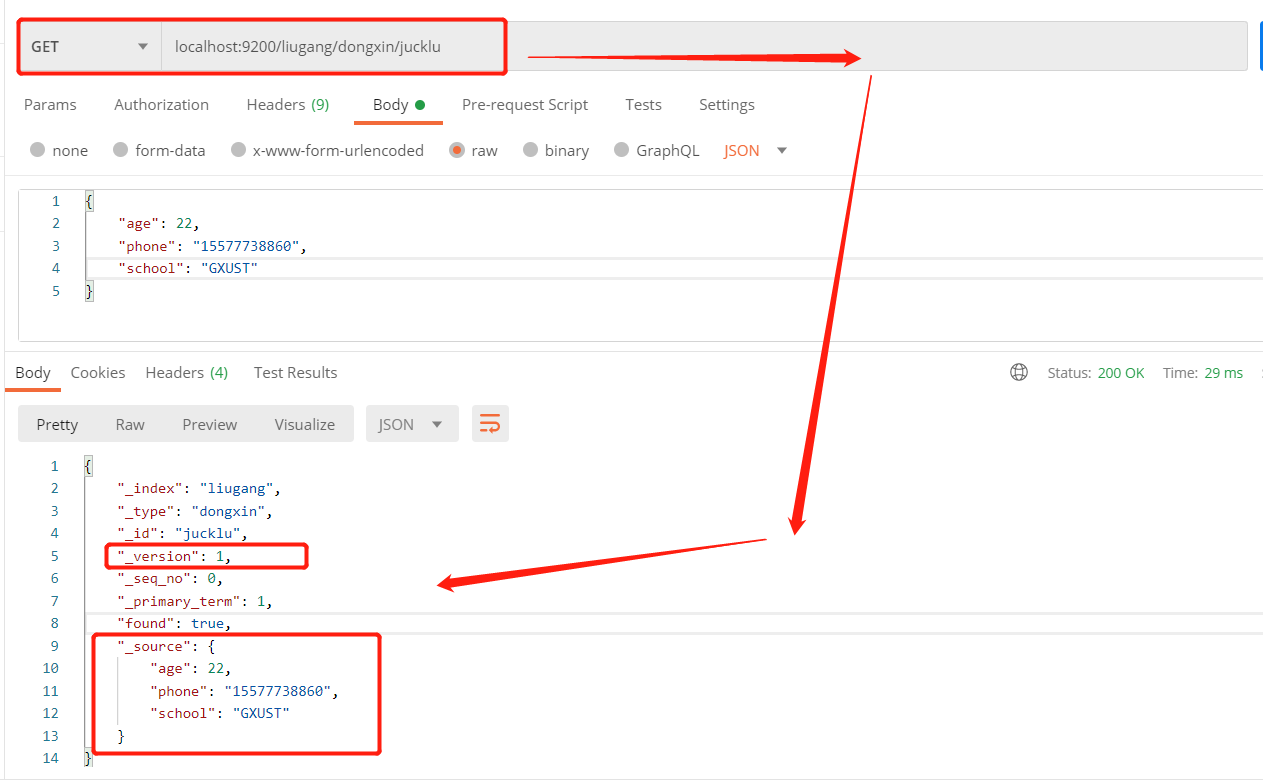 GET localhost:9200/liugang/dongxin/jucklu
Params Authorization Headers (9) Body Pre-request Script Tests Settings
none form-data x-www-form-urlencoded raw binary GraphQL JSON
1 {
2 "age": 22,
3 "phone": "15577738860",
4 "school": "GXUST"
5 }
Body Cookies Headers (4) Test Results Status: 200 OK Time: 29 ms
Pretty Raw Preview Visualize JSON
1 {
2 "_index": "liugang",
3 "_type": "dongxin",
4 "_id": "jucklu",
5 "_version": 1,
6 "_seq_no": 0,
7 "_primary_term": 1,
8 "found": true,
9 "_source": {
10 "age": 22,
11 "phone": "15577738860",
12 "school": "GXUST"
13 }
14 }